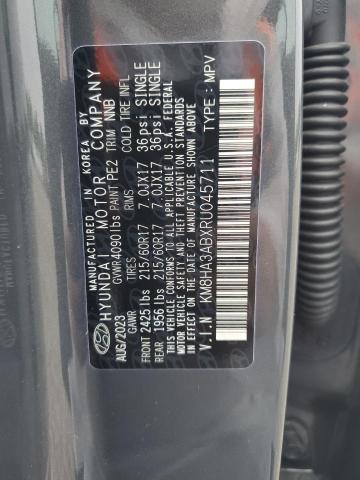 MANUFACTURED IN KOREA BY
HYUNDAI MOTOR COMPANY
AUG/2023 GVWR4090lbs PAINT PE2 TRIM NNB
GAWR TIRES RIMS COLD TIRE INFL
FRONT 2425lbs 215/60R17 7.0JX17 36psi SINGLE
REAR 1956lbs 215/60R17 7.0JX17 36psi SINGLE
THIS VEHICLE CONFORMS TO ALL APPLICABLE U.S.A. FEDERAL
MOTOR VEHICLE SAFETY AND THEFT PREVENTION STANDARDS
IN EFFECT ON THE DATE OF MANUFACTURE SHOWN ABOVE
V.I.N KM8HA3ABXRU045711 TYPE : MPV